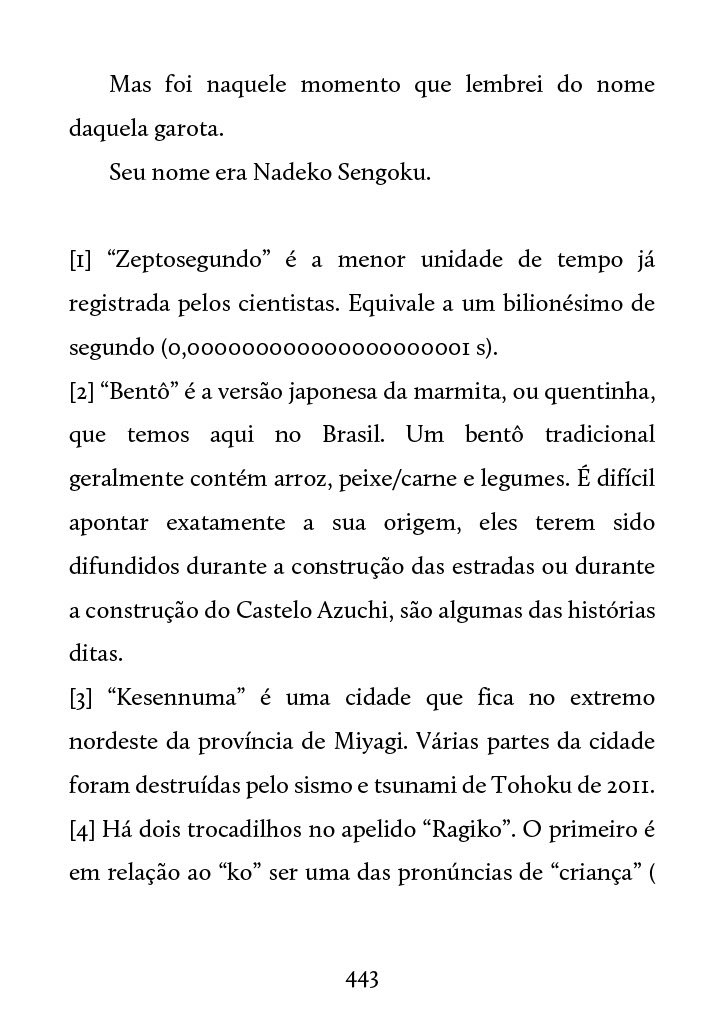 Mas foi naquele momento que lembrei do nome
daquela garota.
Seu nome era Nadeko Sengoku.
[1] “Zeptosegundo” é a menor unidade de tempo já
registrada pelos cientistas. Equivale a um bilionésimo de
segundo (0,000000000000000000001 s).
[2] “Bentô” é a versão japonesa da marmita, ou quentinha,
que temos aqui no Brasil. Um bentô tradicional
geralmente contém arroz, peixe/carne e legumes. É difícil
apontar exatamente a sua origem, eles terem sido
difundidos durante a construção das estradas ou durante
a construção do Castelo Azuchi, são algumas das histórias
ditas.
[3] “Kesennuma” é uma cidade que fica no extremo
nordeste da província de Miyagi. Várias partes da cidade
foram destruídas pelo sismo e tsunami de Tohoku de 2011.
[4] Há dois trocadilhos no apelido “Ragiko”. O primeiro é
em relação ao “ko” ser uma das pronúncias de “criança” (
443